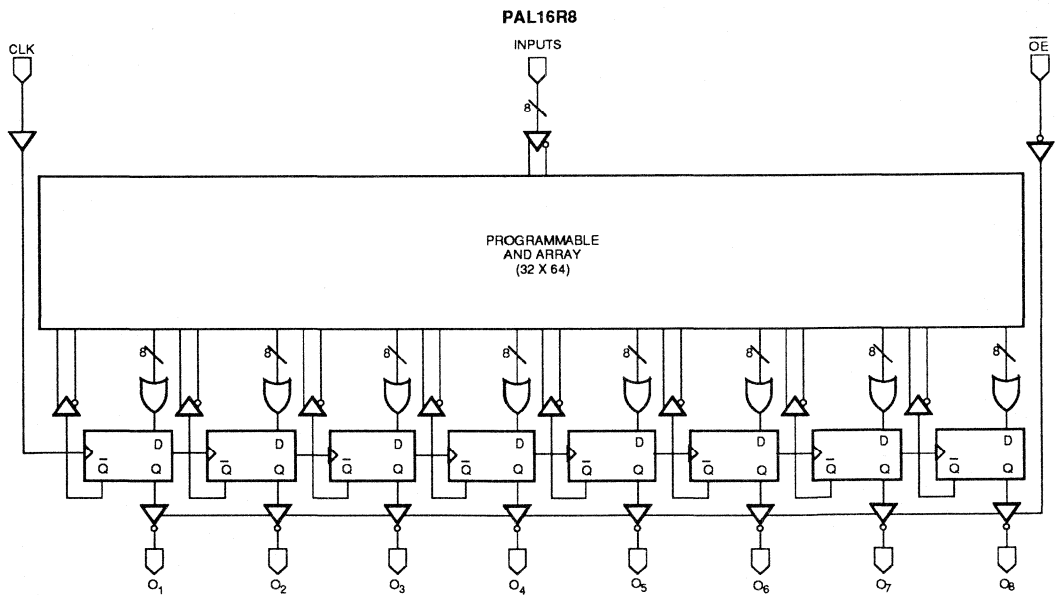 PAL16R8
CLK
INPUTS
O̅E̅
8
PROGRAMMABLE
AND ARRAY
(32 X 64)
8 8 8 8 8 8 8 8
D D D D D D D D
Q̅ Q Q̅ Q Q̅ Q Q̅ Q Q̅ Q Q̅ Q Q̅ Q Q̅ Q
O₁ O₂ O₃ O₄ O₅ O₆ O₇ O₈